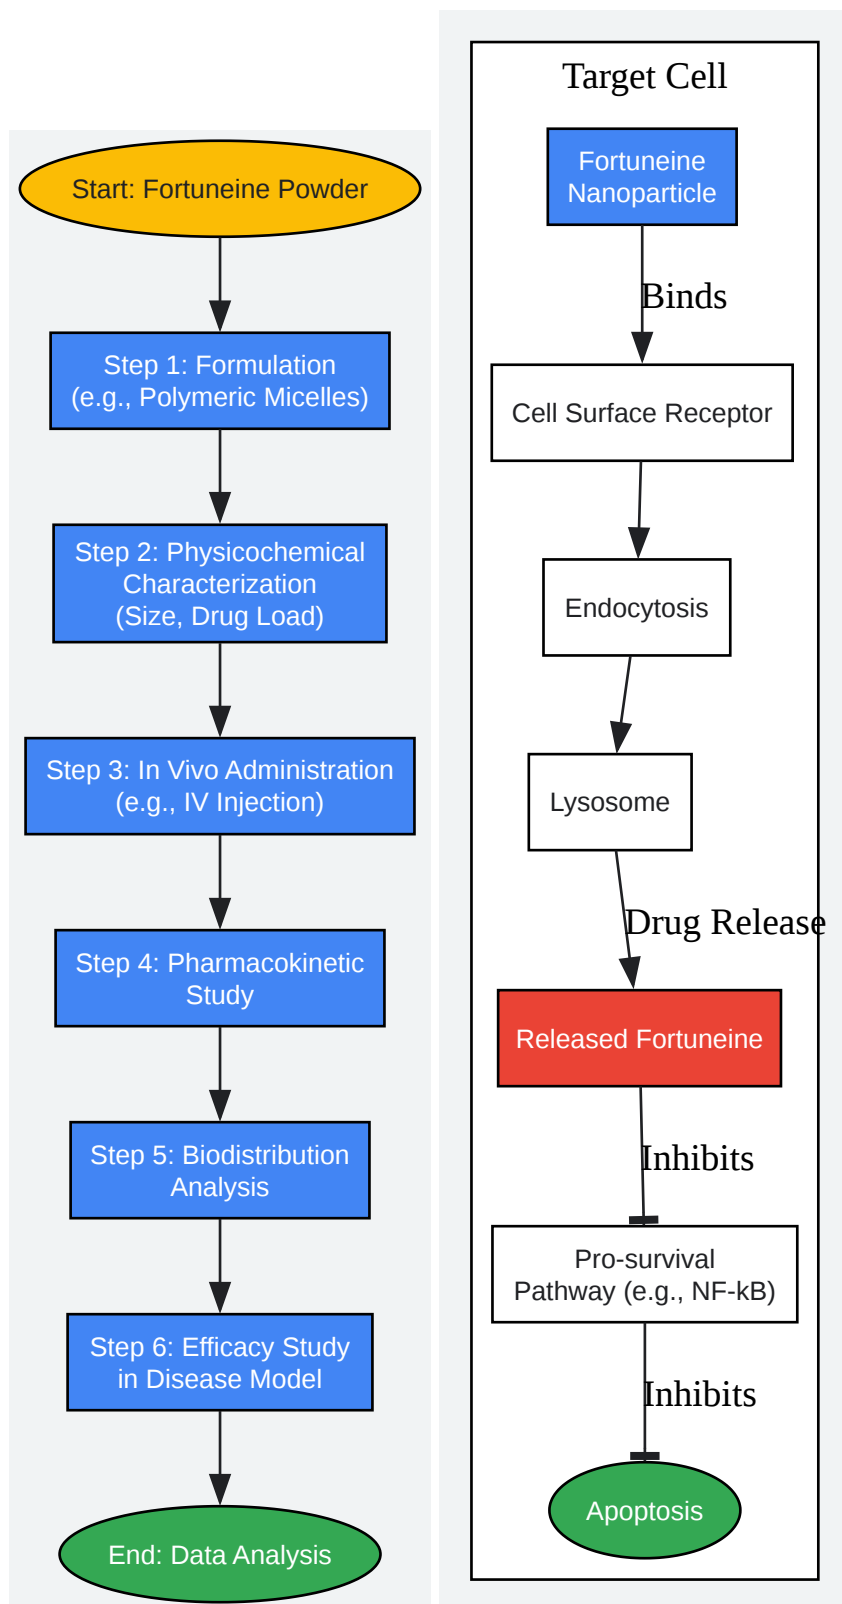 Start: Fortuneine Powder
Step 1: Formulation
(e.g., Polymeric Micelles)
Step 2: Physicochemical
Characterization
(Size, Drug Load)
Step 3: In Vivo Administration
(e.g., IV Injection)
Step 4: Pharmacokinetic
Study
Step 5: Biodistribution
Analysis
Step 6: Efficacy Study
in Disease Model
End: Data Analysis
Target Cell
Fortuneine
Nanoparticle
Binds
Cell Surface Receptor
Endocytosis
Lysosome
Drug Release
Released Fortuneine
Inhibits
Pro-survival
Pathway (e.g., NF-kB)
Inhibits
Apoptosis